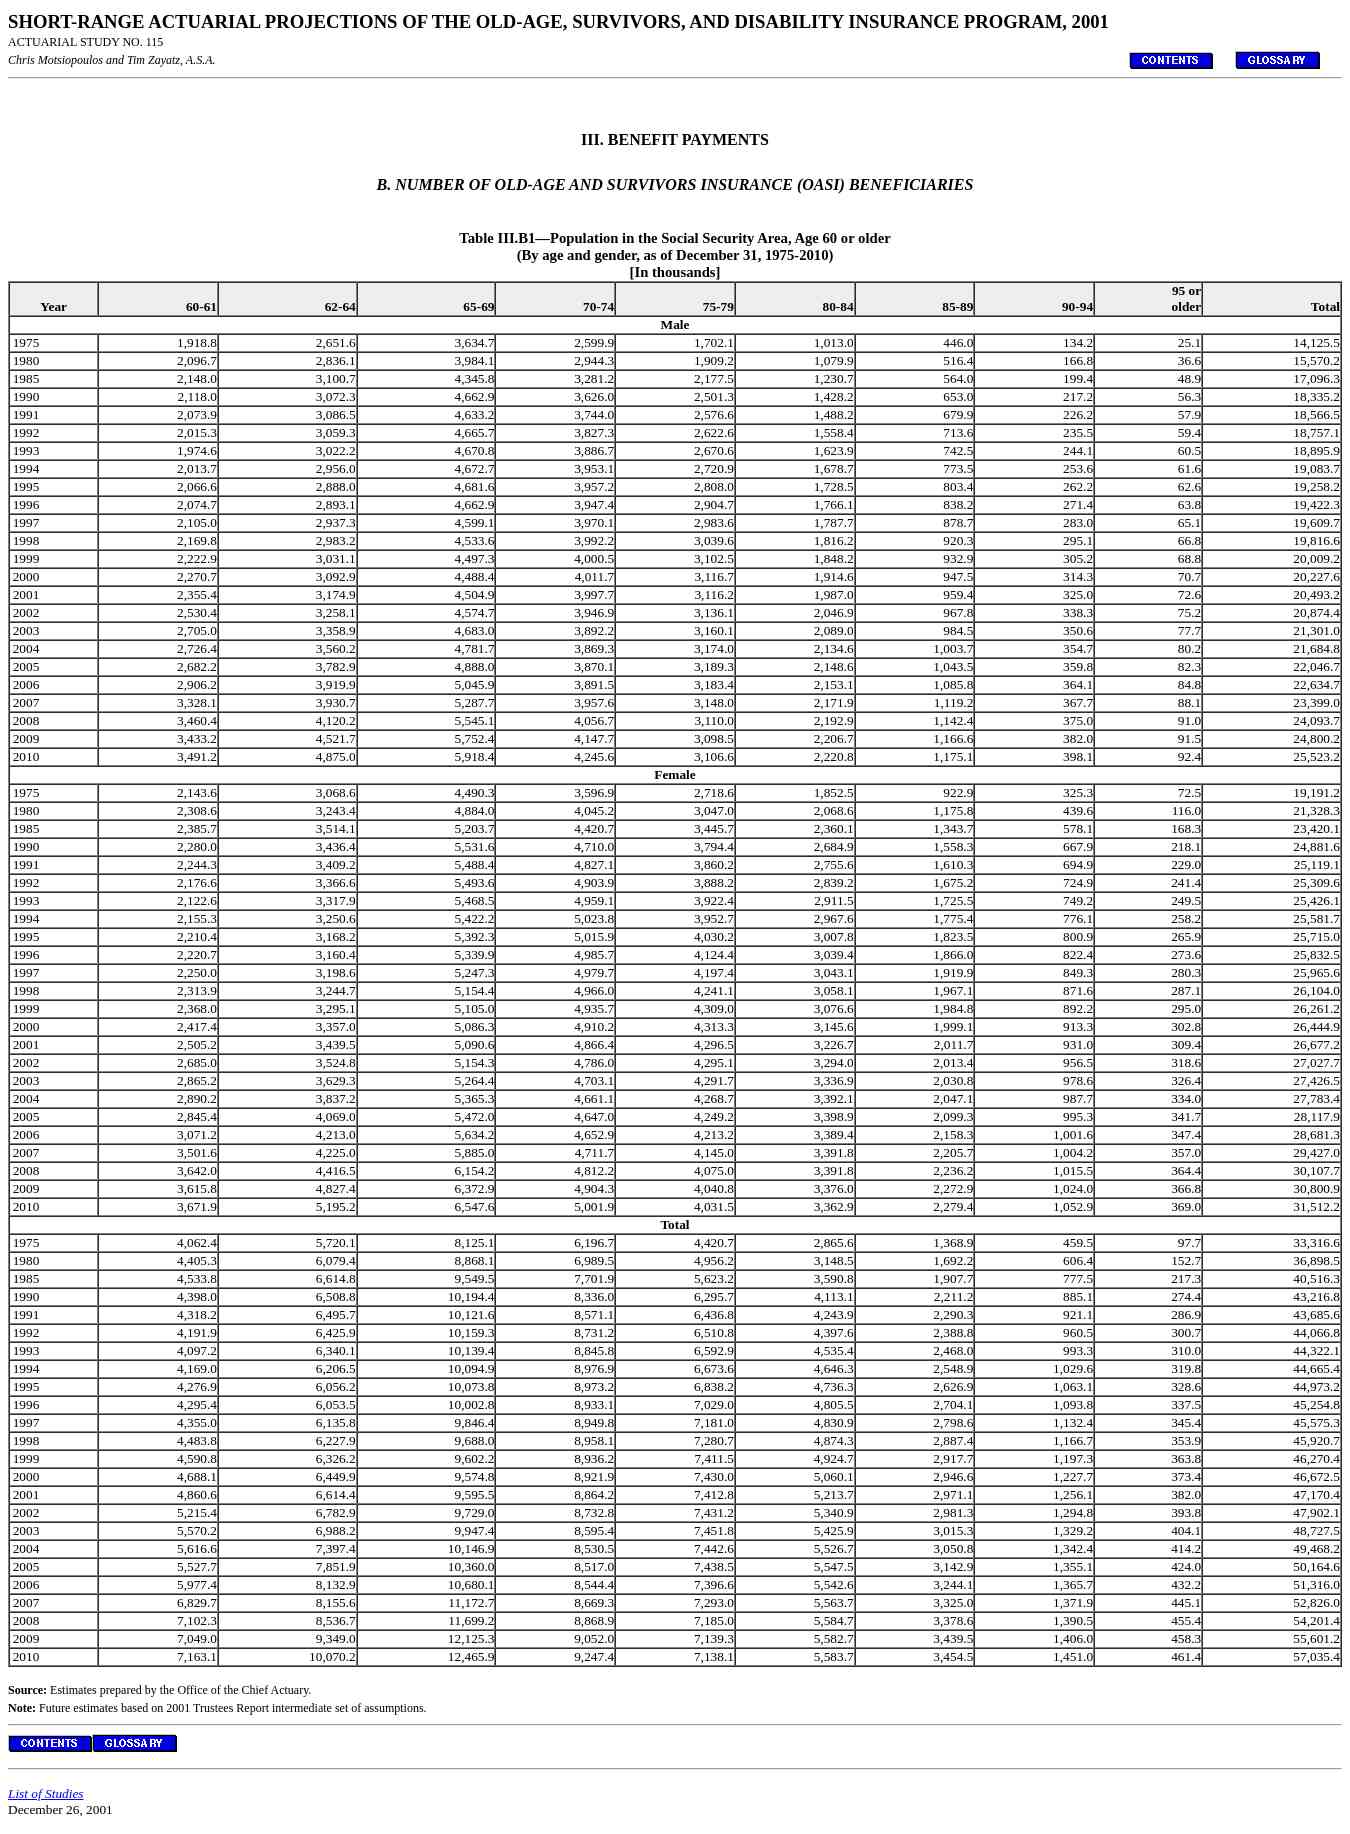 SHORT-RANGE ACTUARIAL PROJECTIONS OF THE OLD-AGE, SURVIVORS, AND DISABILITY INSURANCE PROGRAM, 2001
ACTUARIAL STUDY NO. 115
Chris Motsiopoulos and Tim Zayatz, A.S.A.
CONTENTS GLOSSARY
III. BENEFIT PAYMENTS
B. NUMBER OF OLD-AGE AND SURVIVORS INSURANCE (OASI) BENEFICIARIES
Table III.B1—Population in the Social Security Area, Age 60 or older
(By age and gender, as of December 31, 1975-2010)
[In thousands]
Year 60-61 62-64 65-69 70-74 75-79 80-84 85-89 90-94 95 or older Total
Male
1975 1,918.8 2,651.6 3,634.7 2,599.9 1,702.1 1,013.0 446.0 134.2 25.1 14,125.5
1980 2,096.7 2,836.1 3,984.1 2,944.3 1,909.2 1,079.9 516.4 166.8 36.6 15,570.2
1985 2,148.0 3,100.7 4,345.8 3,281.2 2,177.5 1,230.7 564.0 199.4 48.9 17,096.3
1990 2,118.0 3,072.3 4,662.9 3,626.0 2,501.3 1,428.2 653.0 217.2 56.3 18,335.2
1991 2,073.9 3,086.5 4,633.2 3,744.0 2,576.6 1,488.2 679.9 226.2 57.9 18,566.5
1992 2,015.3 3,059.3 4,665.7 3,827.3 2,622.6 1,558.4 713.6 235.5 59.4 18,757.1
1993 1,974.6 3,022.2 4,670.8 3,886.7 2,670.6 1,623.9 742.5 244.1 60.5 18,895.9
1994 2,013.7 2,956.0 4,672.7 3,953.1 2,720.9 1,678.7 773.5 253.6 61.6 19,083.7
1995 2,066.6 2,888.0 4,681.6 3,957.2 2,808.0 1,728.5 803.4 262.2 62.6 19,258.2
1996 2,074.7 2,893.1 4,662.9 3,947.4 2,904.7 1,766.1 838.2 271.4 63.8 19,422.3
1997 2,105.0 2,937.3 4,599.1 3,970.1 2,983.6 1,787.7 878.7 283.0 65.1 19,609.7
1998 2,169.8 2,983.2 4,533.6 3,992.2 3,039.6 1,816.2 920.3 295.1 66.8 19,816.6
1999 2,222.9 3,031.1 4,497.3 4,000.5 3,102.5 1,848.2 932.9 305.2 68.8 20,009.2
2000 2,270.7 3,092.9 4,488.4 4,011.7 3,116.7 1,914.6 947.5 314.3 70.7 20,227.6
2001 2,355.4 3,174.9 4,504.9 3,997.7 3,116.2 1,987.0 959.4 325.0 72.6 20,493.2
2002 2,530.4 3,258.1 4,574.7 3,946.9 3,136.1 2,046.9 967.8 338.3 75.2 20,874.4
2003 2,705.0 3,358.9 4,683.0 3,892.2 3,160.1 2,089.0 984.5 350.6 77.7 21,301.0
2004 2,726.4 3,560.2 4,781.7 3,869.3 3,174.0 2,134.6 1,003.7 354.7 80.2 21,684.8
2005 2,682.2 3,782.9 4,888.0 3,870.1 3,189.3 2,148.6 1,043.5 359.8 82.3 22,046.7
2006 2,906.2 3,919.9 5,045.9 3,891.5 3,183.4 2,153.1 1,085.8 364.1 84.8 22,634.7
2007 3,328.1 3,930.7 5,287.7 3,957.6 3,148.0 2,171.9 1,119.2 367.7 88.1 23,399.0
2008 3,460.4 4,120.2 5,545.1 4,056.7 3,110.0 2,192.9 1,142.4 375.0 91.0 24,093.7
2009 3,433.2 4,521.7 5,752.4 4,147.7 3,098.5 2,206.7 1,166.6 382.0 91.5 24,800.2
2010 3,491.2 4,875.0 5,918.4 4,245.6 3,106.6 2,220.8 1,175.1 398.1 92.4 25,523.2
Female
1975 2,143.6 3,068.6 4,490.3 3,596.9 2,718.6 1,852.5 922.9 325.3 72.5 19,191.2
1980 2,308.6 3,243.4 4,884.0 4,045.2 3,047.0 2,068.6 1,175.8 439.6 116.0 21,328.3
1985 2,385.7 3,514.1 5,203.7 4,420.7 3,445.7 2,360.1 1,343.7 578.1 168.3 23,420.1
1990 2,280.0 3,436.4 5,531.6 4,710.0 3,794.4 2,684.9 1,558.3 667.9 218.1 24,881.6
1991 2,244.3 3,409.2 5,488.4 4,827.1 3,860.2 2,755.6 1,610.3 694.9 229.0 25,119.1
1992 2,176.6 3,366.6 5,493.6 4,903.9 3,888.2 2,839.2 1,675.2 724.9 241.4 25,309.6
1993 2,122.6 3,317.9 5,468.5 4,959.1 3,922.4 2,911.5 1,725.5 749.2 249.5 25,426.1
1994 2,155.3 3,250.6 5,422.2 5,023.8 3,952.7 2,967.6 1,775.4 776.1 258.2 25,581.7
1995 2,210.4 3,168.2 5,392.3 5,015.9 4,030.2 3,007.8 1,823.5 800.9 265.9 25,715.0
1996 2,220.7 3,160.4 5,339.9 4,985.7 4,124.4 3,039.4 1,866.0 822.4 273.6 25,832.5
1997 2,250.0 3,198.6 5,247.3 4,979.7 4,197.4 3,043.1 1,919.9 849.3 280.3 25,965.6
1998 2,313.9 3,244.7 5,154.4 4,966.0 4,241.1 3,058.1 1,967.1 871.6 287.1 26,104.0
1999 2,368.0 3,295.1 5,105.0 4,935.7 4,309.0 3,076.6 1,984.8 892.2 295.0 26,261.2
2000 2,417.4 3,357.0 5,086.3 4,910.2 4,313.3 3,145.6 1,999.1 913.3 302.8 26,444.9
2001 2,505.2 3,439.5 5,090.6 4,866.4 4,296.5 3,226.7 2,011.7 931.0 309.4 26,677.2
2002 2,685.0 3,524.8 5,154.3 4,786.0 4,295.1 3,294.0 2,013.4 956.5 318.6 27,027.7
2003 2,865.2 3,629.3 5,264.4 4,703.1 4,291.7 3,336.9 2,030.8 978.6 326.4 27,426.5
2004 2,890.2 3,837.2 5,365.3 4,661.1 4,268.7 3,392.1 2,047.1 987.7 334.0 27,783.4
2005 2,845.4 4,069.0 5,472.0 4,647.0 4,249.2 3,398.9 2,099.3 995.3 341.7 28,117.9
2006 3,071.2 4,213.0 5,634.2 4,652.9 4,213.2 3,389.4 2,158.3 1,001.6 347.4 28,681.3
2007 3,501.6 4,225.0 5,885.0 4,711.7 4,145.0 3,391.8 2,205.7 1,004.2 357.0 29,427.0
2008 3,642.0 4,416.5 6,154.2 4,812.2 4,075.0 3,391.8 2,236.2 1,015.5 364.4 30,107.7
2009 3,615.8 4,827.4 6,372.9 4,904.3 4,040.8 3,376.0 2,272.9 1,024.0 366.8 30,800.9
2010 3,671.9 5,195.2 6,547.6 5,001.9 4,031.5 3,362.9 2,279.4 1,052.9 369.0 31,512.2
Total
1975 4,062.4 5,720.1 8,125.1 6,196.7 4,420.7 2,865.6 1,368.9 459.5 97.7 33,316.6
1980 4,405.3 6,079.4 8,868.1 6,989.5 4,956.2 3,148.5 1,692.2 606.4 152.7 36,898.5
1985 4,533.8 6,614.8 9,549.5 7,701.9 5,623.2 3,590.8 1,907.7 777.5 217.3 40,516.3
1990 4,398.0 6,508.8 10,194.4 8,336.0 6,295.7 4,113.1 2,211.2 885.1 274.4 43,216.8
1991 4,318.2 6,495.7 10,121.6 8,571.1 6,436.8 4,243.9 2,290.3 921.1 286.9 43,685.6
1992 4,191.9 6,425.9 10,159.3 8,731.2 6,510.8 4,397.6 2,388.8 960.5 300.7 44,066.8
1993 4,097.2 6,340.1 10,139.4 8,845.8 6,592.9 4,535.4 2,468.0 993.3 310.0 44,322.1
1994 4,169.0 6,206.5 10,094.9 8,976.9 6,673.6 4,646.3 2,548.9 1,029.6 319.8 44,665.4
1995 4,276.9 6,056.2 10,073.8 8,973.2 6,838.2 4,736.3 2,626.9 1,063.1 328.6 44,973.2
1996 4,295.4 6,053.5 10,002.8 8,933.1 7,029.0 4,805.5 2,704.1 1,093.8 337.5 45,254.8
1997 4,355.0 6,135.8 9,846.4 8,949.8 7,181.0 4,830.9 2,798.6 1,132.4 345.4 45,575.3
1998 4,483.8 6,227.9 9,688.0 8,958.1 7,280.7 4,874.3 2,887.4 1,166.7 353.9 45,920.7
1999 4,590.8 6,326.2 9,602.2 8,936.2 7,411.5 4,924.7 2,917.7 1,197.3 363.8 46,270.4
2000 4,688.1 6,449.9 9,574.8 8,921.9 7,430.0 5,060.1 2,946.6 1,227.7 373.4 46,672.5
2001 4,860.6 6,614.4 9,595.5 8,864.2 7,412.8 5,213.7 2,971.1 1,256.1 382.0 47,170.4
2002 5,215.4 6,782.9 9,729.0 8,732.8 7,431.2 5,340.9 2,981.3 1,294.8 393.8 47,902.1
2003 5,570.2 6,988.2 9,947.4 8,595.4 7,451.8 5,425.9 3,015.3 1,329.2 404.1 48,727.5
2004 5,616.6 7,397.4 10,146.9 8,530.5 7,442.6 5,526.7 3,050.8 1,342.4 414.2 49,468.2
2005 5,527.7 7,851.9 10,360.0 8,517.0 7,438.5 5,547.5 3,142.9 1,355.1 424.0 50,164.6
2006 5,977.4 8,132.9 10,680.1 8,544.4 7,396.6 5,542.6 3,244.1 1,365.7 432.2 51,316.0
2007 6,829.7 8,155.6 11,172.7 8,669.3 7,293.0 5,563.7 3,325.0 1,371.9 445.1 52,826.0
2008 7,102.3 8,536.7 11,699.2 8,868.9 7,185.0 5,584.7 3,378.6 1,390.5 455.4 54,201.4
2009 7,049.0 9,349.0 12,125.3 9,052.0 7,139.3 5,582.7 3,439.5 1,406.0 458.3 55,601.2
2010 7,163.1 10,070.2 12,465.9 9,247.4 7,138.1 5,583.7 3,454.5 1,451.0 461.4 57,035.4
Source: Estimates prepared by the Office of the Chief Actuary.
Note: Future estimates based on 2001 Trustees Report intermediate set of assumptions.
CONTENTS GLOSSARY
List of Studies
December 26, 2001